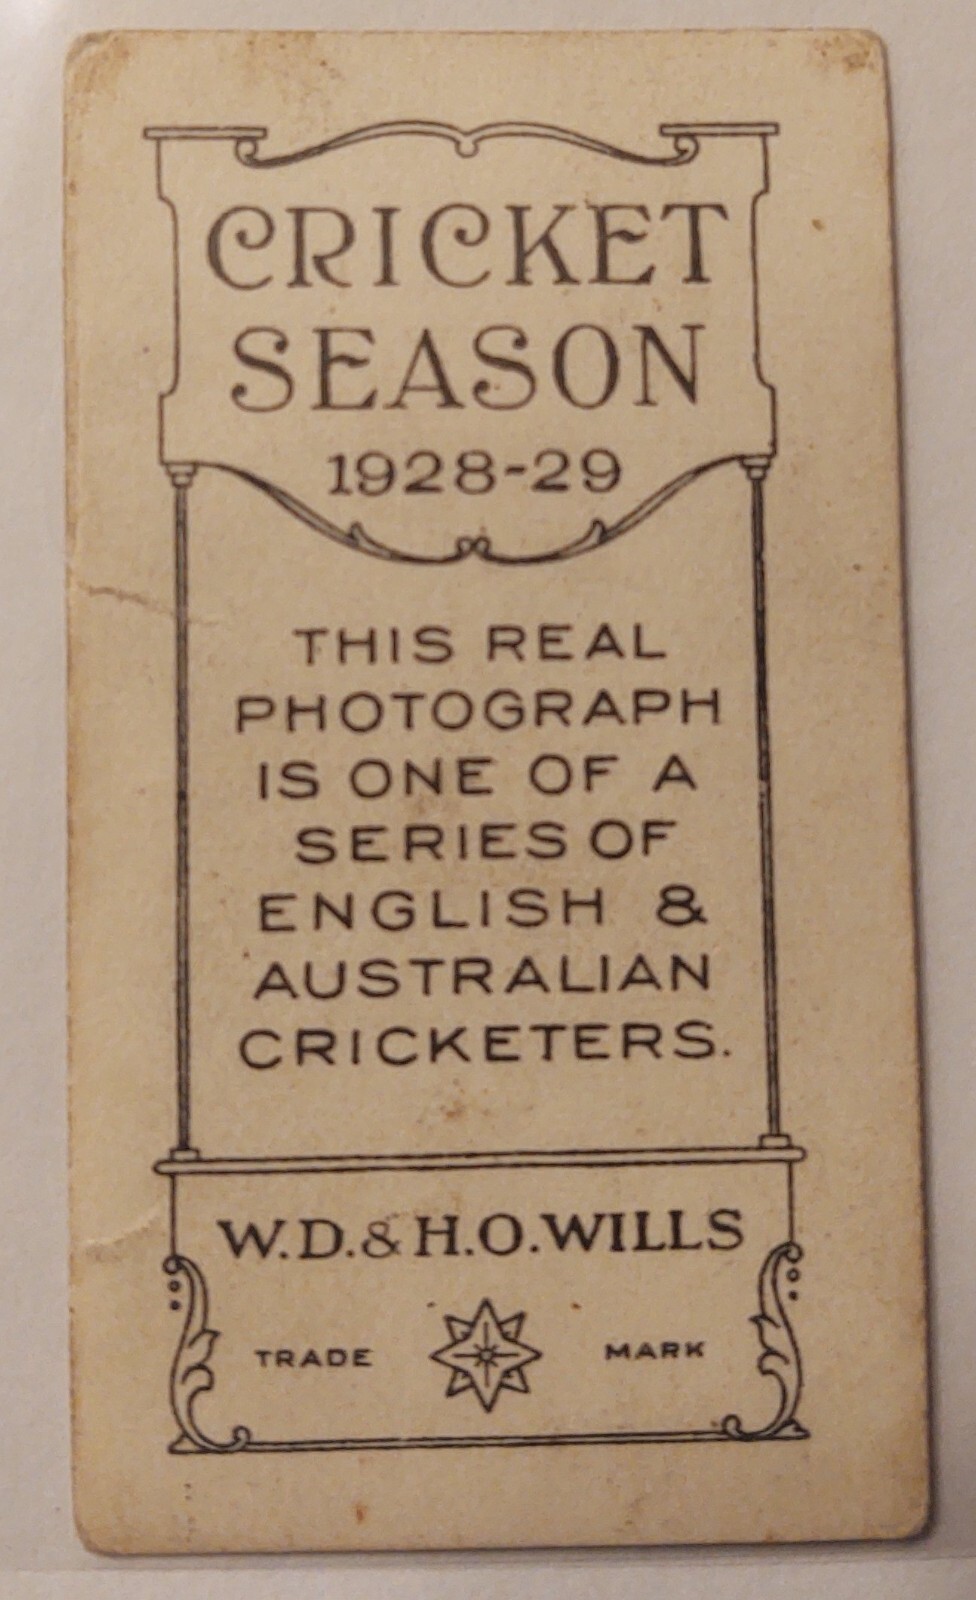 CRICKET
SEASON
1928-29
THIS REAL
PHOTOGRAPH
IS ONE OF A
SERIES OF
ENGLISH &
AUSTRALIAN
CRICKETERS.
W.D. & H.O. WILLS
TRADE MARK